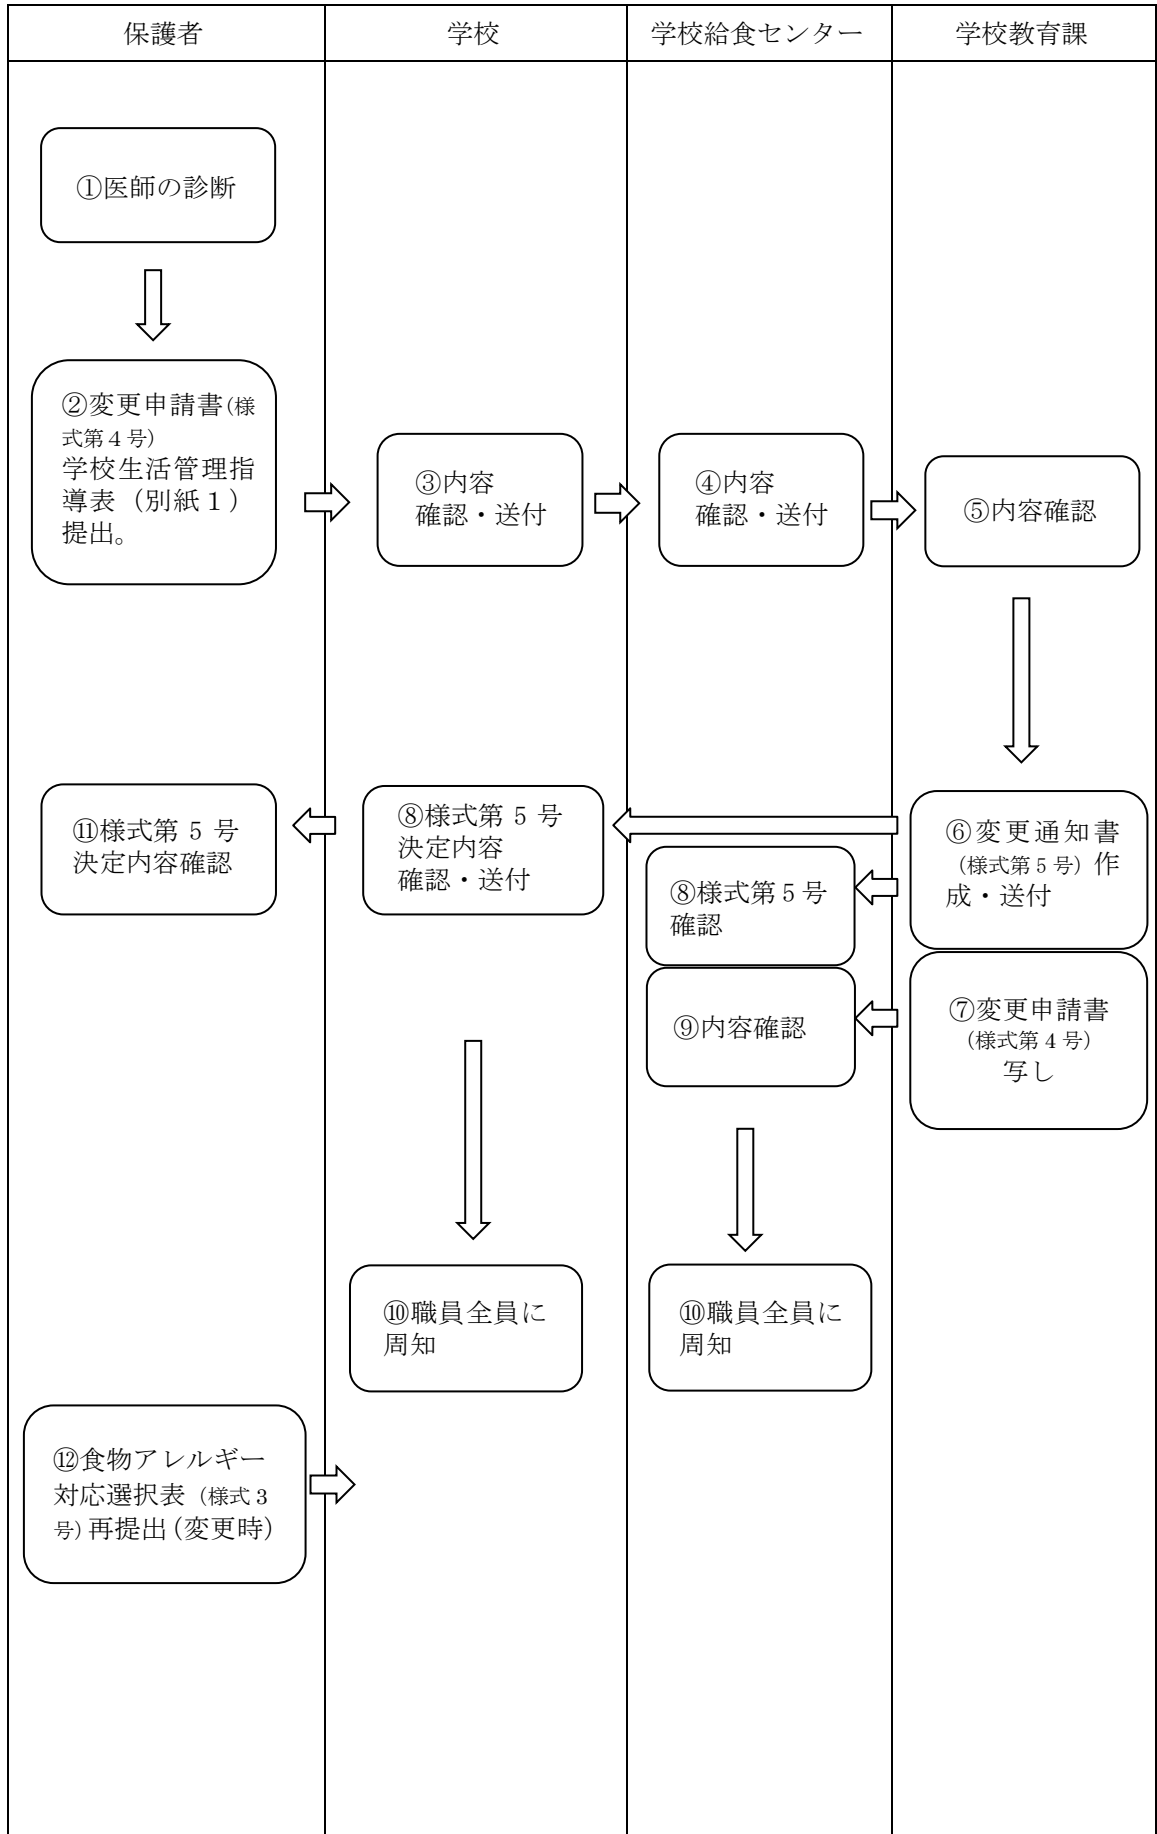 保護者
学校
学校給食センター
学校教育課
①医師の診断
②変更申請書(様
式第4号)
学校生活管理指
導表（別紙１）
提出。
③内容
確認・送付
④内容
確認・送付
⑤内容確認
⑥変更通知書
（様式第5号）作
成・送付
⑧様式第 5 号
決定内容
確認・送付
⑪様式第 5 号
決定内容確認
⑧様式第5号
確認
⑦変更申請書
（様式第4号）
写し
⑨内容確認
⑩職員全員に
周知
⑩職員全員に
周知
⑫食物アレルギー
対応選択表（様式3
号）再提出（変更時）